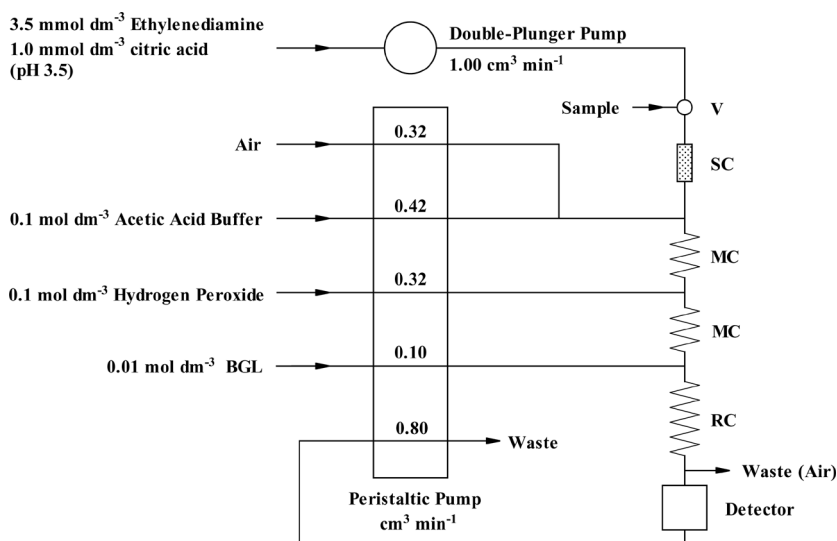 3.5 mmol dm⁻³ Ethylenediamine
1.0 mmol dm⁻³ citric acid
(pH 3.5)
Double-Plunger Pump
1.00 cm³ min⁻¹
Sample
V
Air
0.32
SC
0.1 mol dm⁻³ Acetic Acid Buffer
0.42
MC
0.1 mol dm⁻³ Hydrogen Peroxide
0.32
MC
0.01 mol dm⁻³ BGL
0.10
RC
0.80
Waste
Waste (Air)
Peristaltic Pump
cm³ min⁻¹
Detector